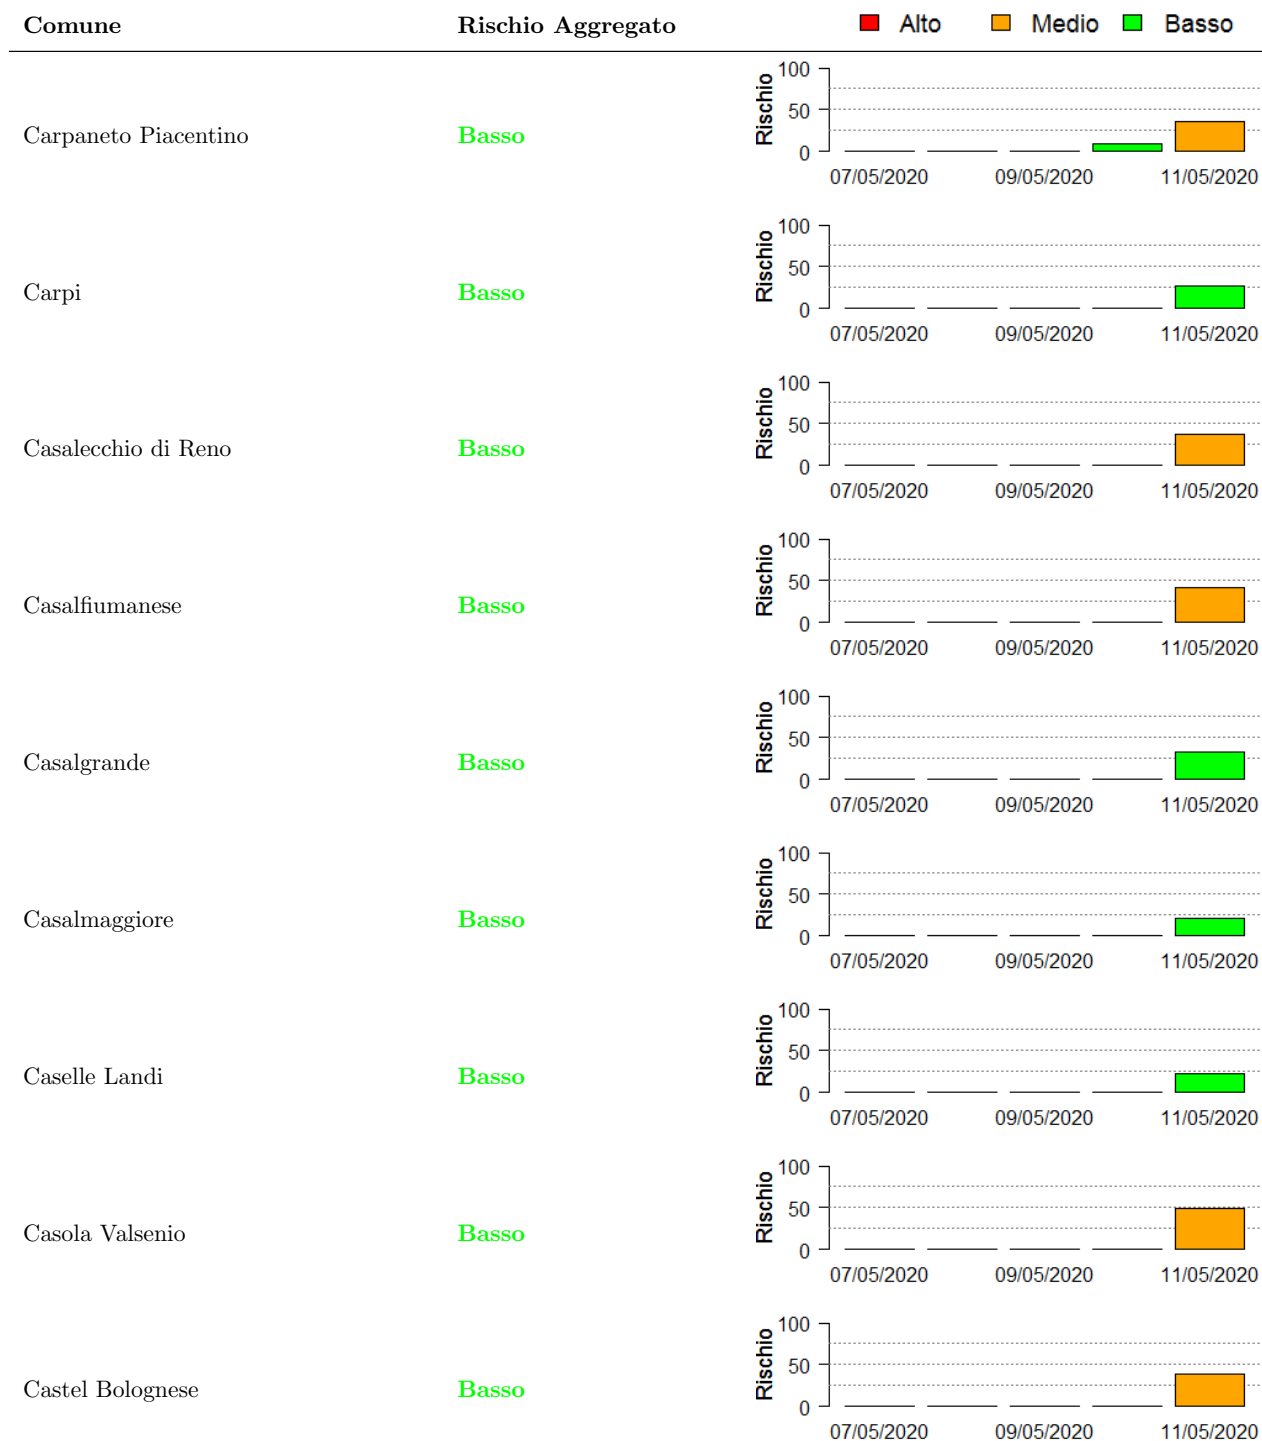 Comune Rischio Aggregato Alto Medio Basso
Carpaneto Piacentino Basso
Rischio
100
50
0
07/05/2020 09/05/2020 11/05/2020
Carpi Basso
Rischio
100
50
0
07/05/2020 09/05/2020 11/05/2020
Casalecchio di Reno Basso
Rischio
100
50
0
07/05/2020 09/05/2020 11/05/2020
Casalfiumanese Basso
Rischio
100
50
0
07/05/2020 09/05/2020 11/05/2020
Casalgrande Basso
Rischio
100
50
0
07/05/2020 09/05/2020 11/05/2020
Casalmaggiore Basso
Rischio
100
50
0
07/05/2020 09/05/2020 11/05/2020
Caselle Landi Basso
Rischio
100
50
0
07/05/2020 09/05/2020 11/05/2020
Casola Valsenio Basso
Rischio
100
50
0
07/05/2020 09/05/2020 11/05/2020
Castel Bolognese Basso
Rischio
100
50
0
07/05/2020 09/05/2020 11/05/2020